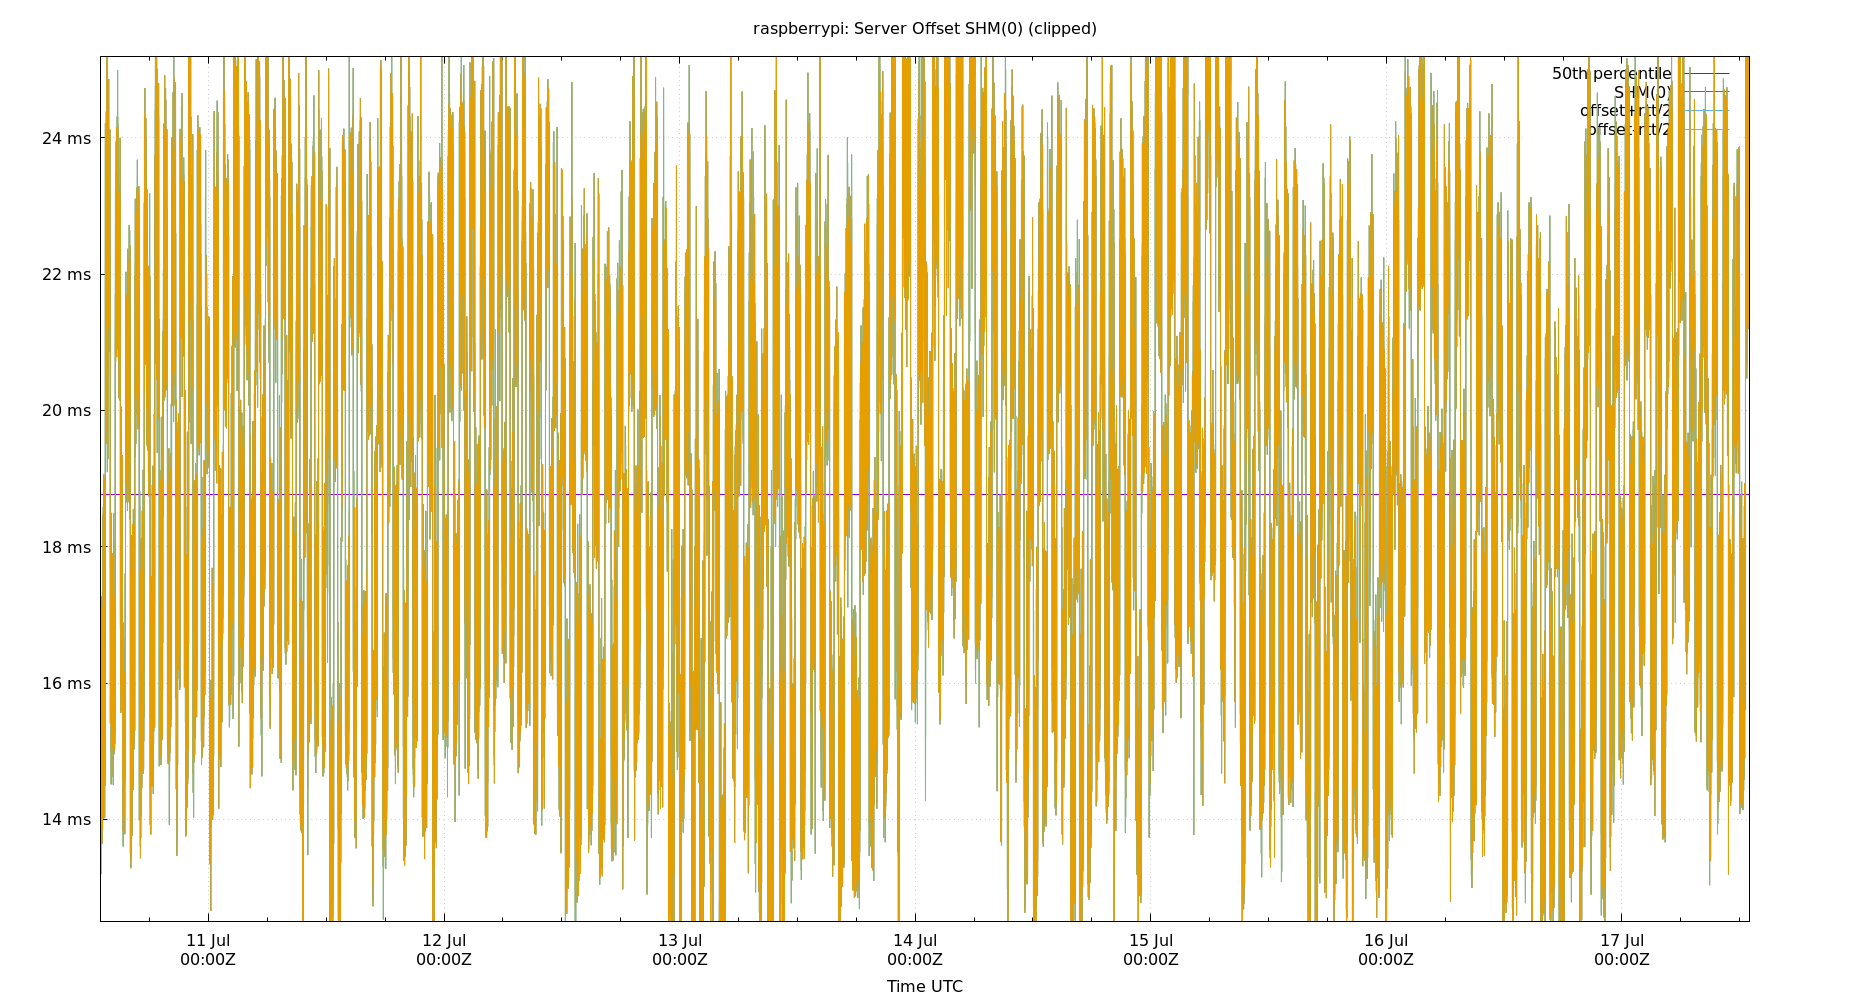 raspberrypi: Server Offset SHM(0) (clipped)
50th percentile
SHM(0)
offset+rtt/2
offset-rtt/2
24 ms
22 ms
20 ms
18 ms
16 ms
14 ms
11 Jul
00:00Z
12 Jul
00:00Z
13 Jul
00:00Z
14 Jul
00:00Z
15 Jul
00:00Z
16 Jul
00:00Z
17 Jul
00:00Z
Time UTC